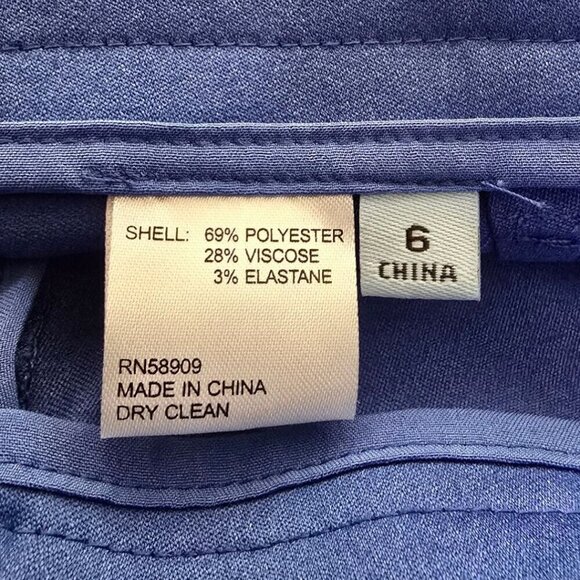 SHELL: 69% POLYESTER
28% VISCOSE
3% ELASTANE
RN58909
MADE IN CHINA
DRY CLEAN
6
CHINA